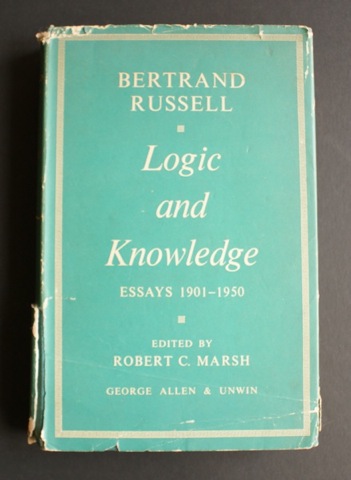 BERTRAND
RUSSELL
Logic
and
Knowledge
ESSAYS 1901–1950
EDITED BY
ROBERT C. MARSH
GEORGE ALLEN & UNWIN